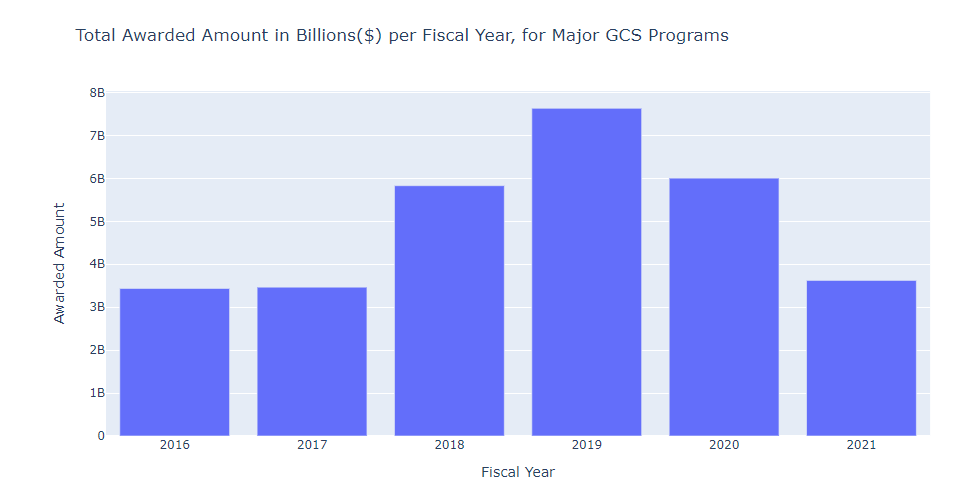 Total Awarded Amount in Billions($) per Fiscal Year, for Major GCS Programs
8B
7B
6B
5B
4B
3B
2B
1B
0
Awarded Amount
2016 2017 2018 2019 2020 2021
Fiscal Year